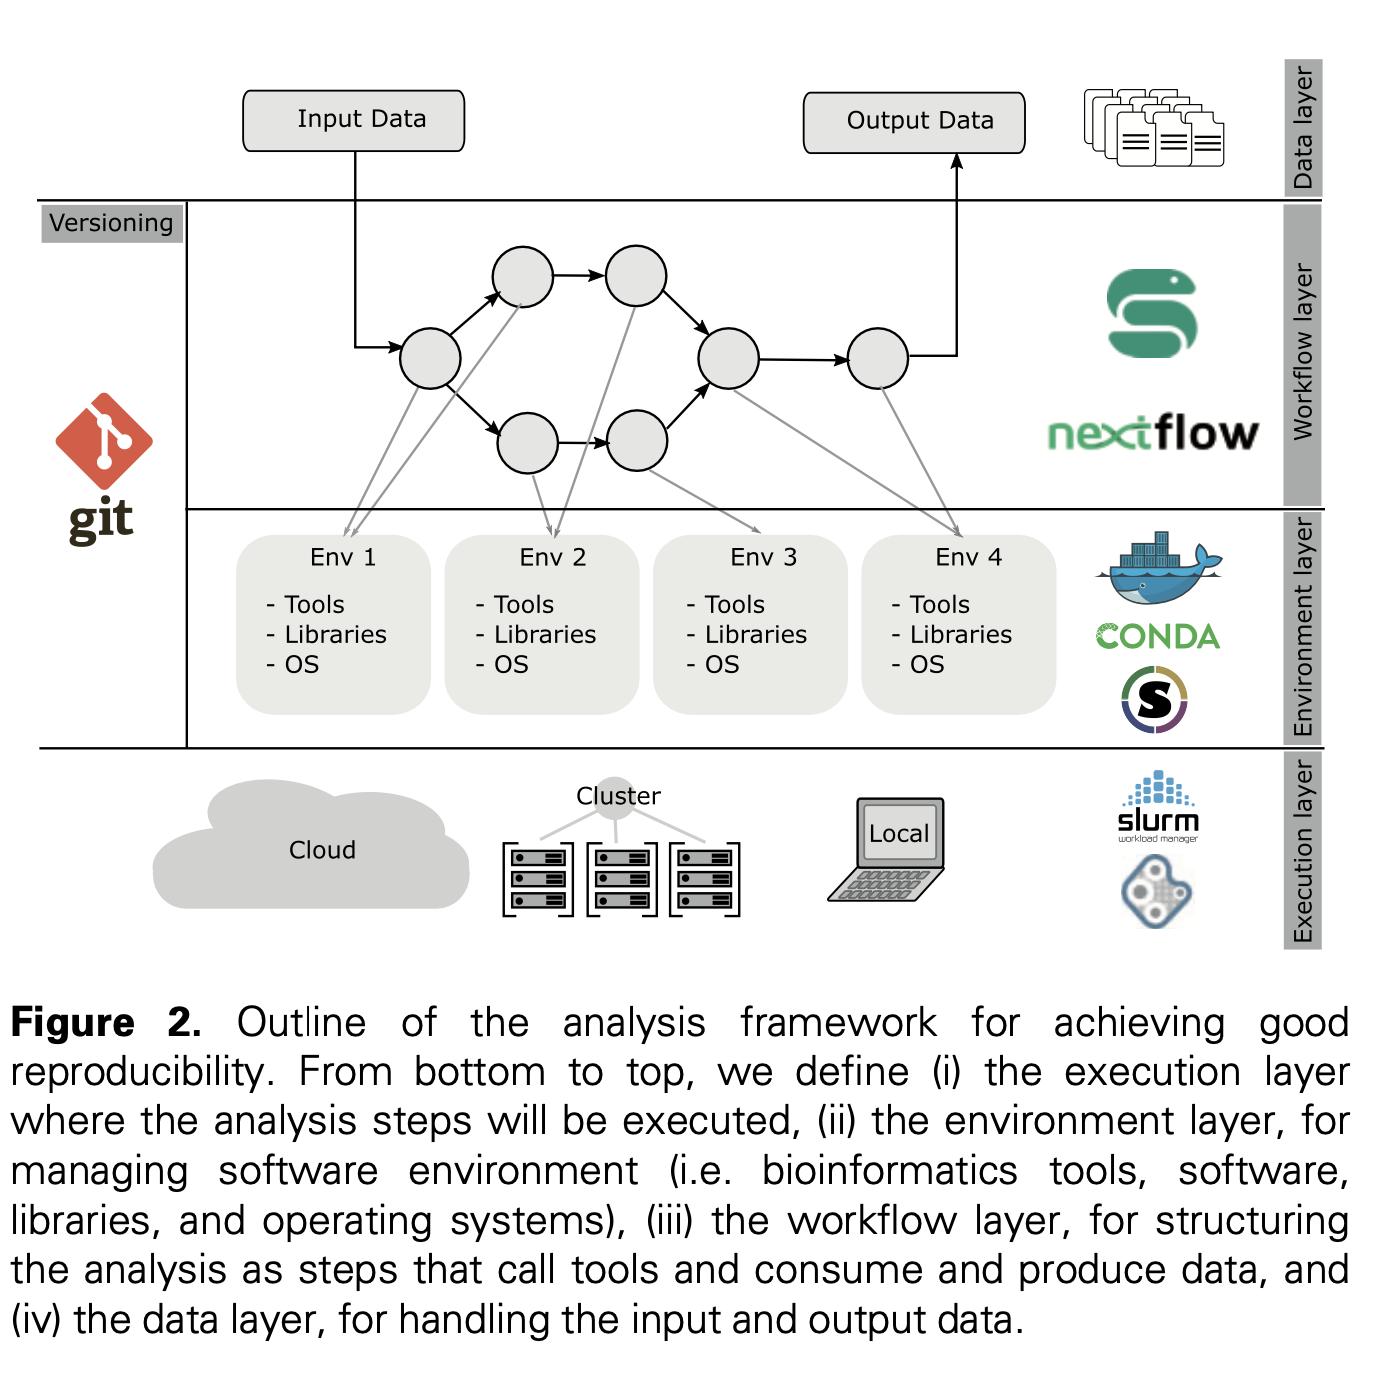 Input Data
Output Data
Data layer
Versioning
Workflow layer
nextflow
git
Env 1
- Tools
- Libraries
- OS
Env 2
- Tools
- Libraries
- OS
Env 3
- Tools
- Libraries
- OS
Env 4
- Tools
- Libraries
- OS
CONDA
S
Environment layer
Cloud
Cluster
Local
slurm
workload manager
Execution layer
Figure 2. Outline of the analysis framework for achieving good
reproducibility. From bottom to top, we define (i) the execution layer
where the analysis steps will be executed, (ii) the environment layer, for
managing software environment (i.e. bioinformatics tools, software,
libraries, and operating systems), (iii) the workflow layer, for structuring
the analysis as steps that call tools and consume and produce data, and
(iv) the data layer, for handling the input and output data.